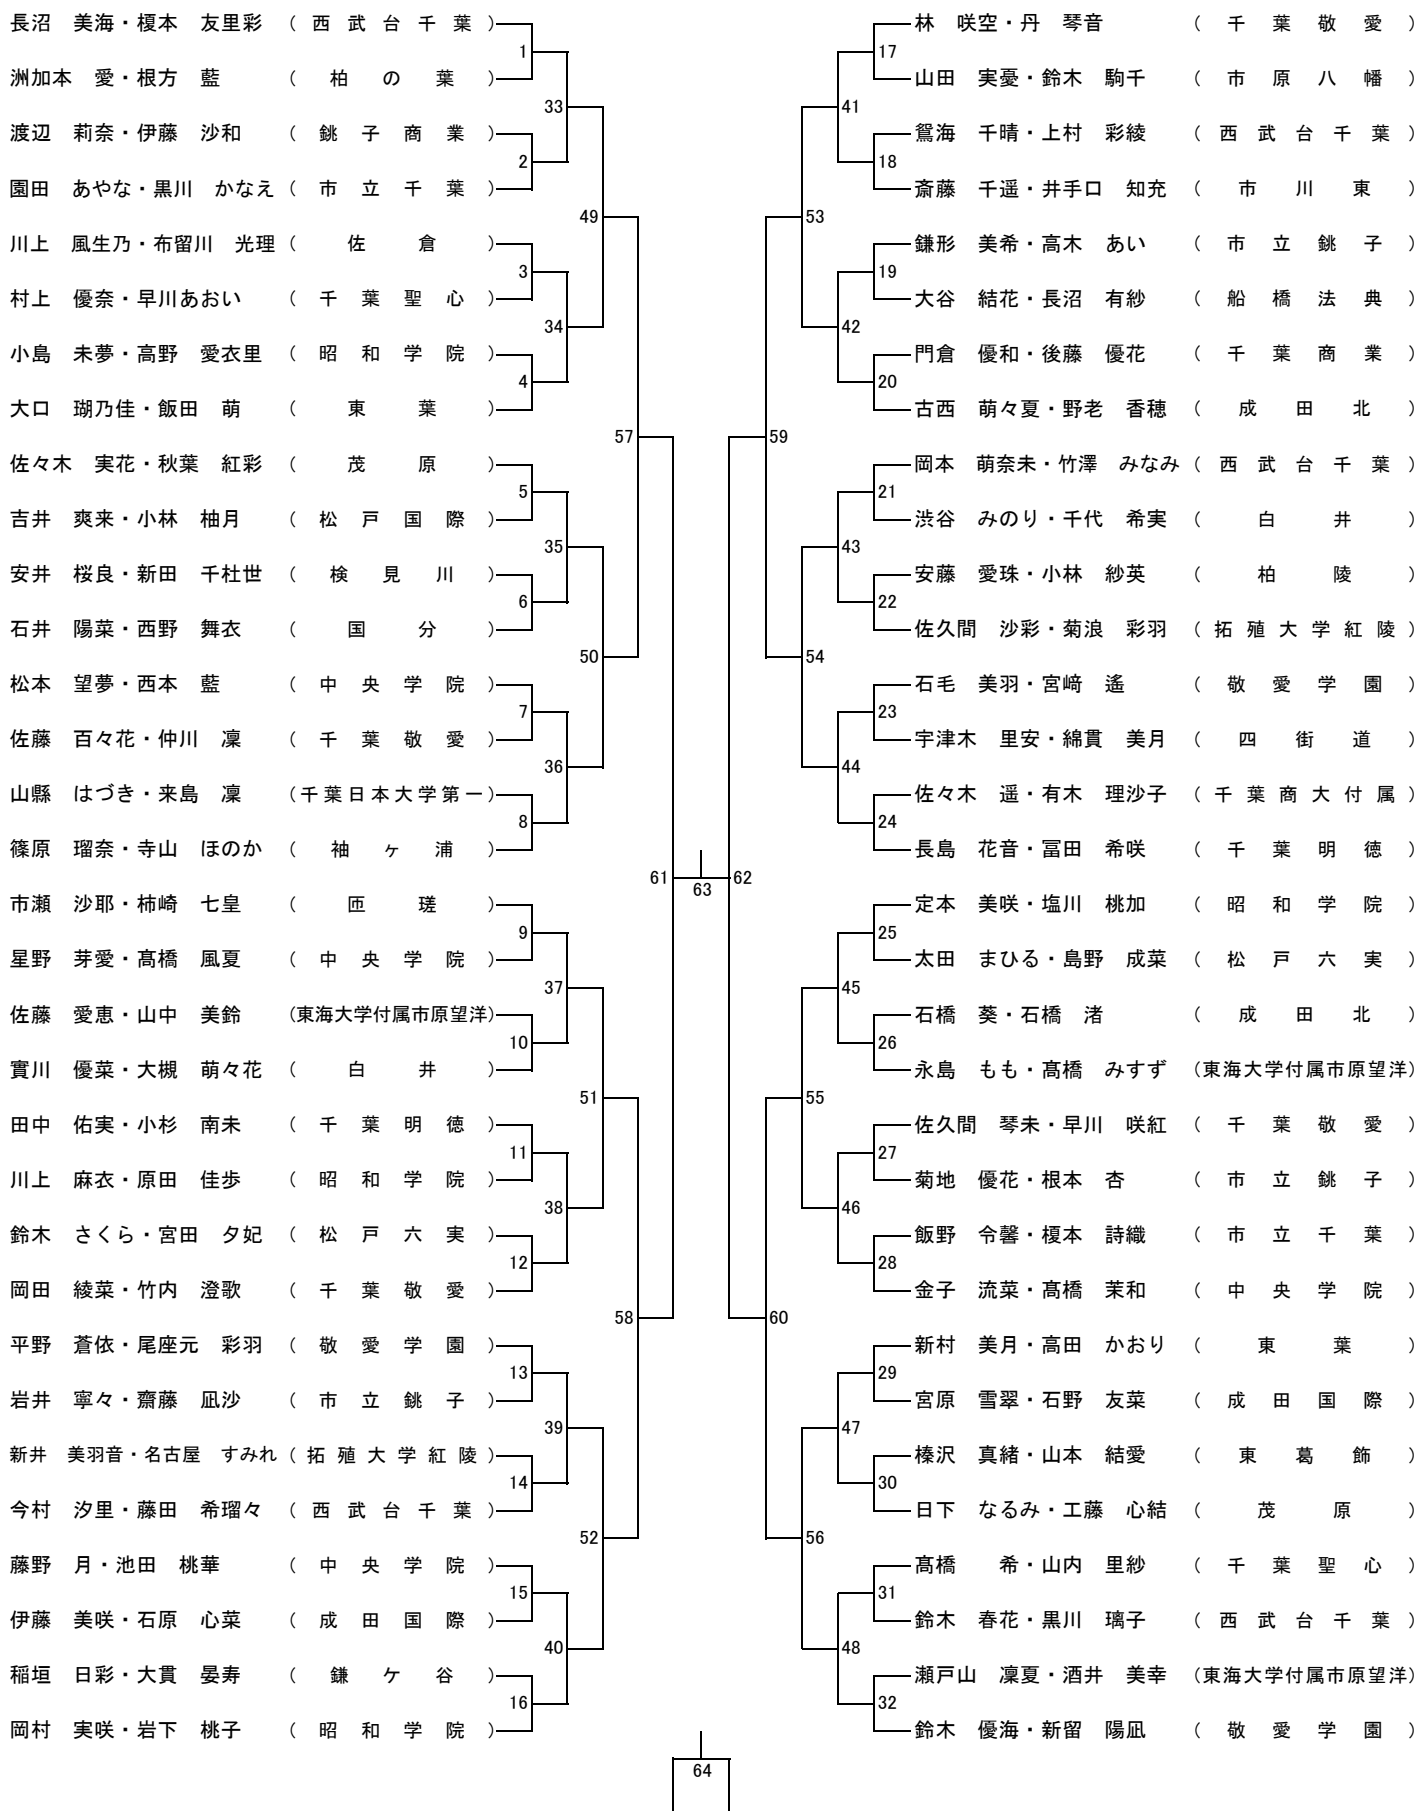 長沼　美海・榎本　友里彩 （ 西 武 台 千 葉 ）
1
洲加本　愛・根方　藍 （ 柏 の 葉 ）
33
渡辺　莉奈・伊藤　沙和 （ 銚 子 商 業 ）
2
園田　あやな・黒川　かなえ （ 市 立 千 葉 ）
49
川上　風生乃・布留川　光理 （ 佐 倉 ）
3
村上　優奈・早川あおい （ 千 葉 聖 心 ）
34
小島　未夢・高野　愛衣里 （ 昭 和 学 院 ）
4
大口　瑚乃佳・飯田　萌 （ 東 葉 ）
57
佐々木　実花・秋葉　紅彩 （ 茂 原 ）
5
吉井　爽来・小林　柚月 （ 松 戸 国 際 ）
35
安井　桜良・新田　千杜世 （ 検 見 川 ）
6
石井　陽菜・西野　舞衣 （ 国 分 ）
50
松本　望夢・西本　藍 （ 中 央 学 院 ）
7
佐藤　百々花・仲川　凜 （ 千 葉 敬 愛 ）
36
山縣　はづき・来島　凜 （千葉日本大学第一）
8
篠原　瑠奈・寺山　ほのか （ 袖 ヶ 浦 ）
61
市瀬　沙耶・柿崎　七皇 （ 匝 瑳 ）
9
星野　芽愛・髙橋　風夏 （ 中 央 学 院 ）
37
佐藤　愛恵・山中　美鈴 （東海大学付属市原望洋）
10
實川　優菜・大槻　萌々花 （ 白 井 ）
51
田中　佑実・小杉　南未 （ 千 葉 明 徳 ）
11
川上　麻衣・原田　佳歩 （ 昭 和 学 院 ）
38
鈴木　さくら・宮田　夕妃 （ 松 戸 六 実 ）
12
岡田　綾菜・竹内　澄歌 （ 千 葉 敬 愛 ）
58
平野　蒼依・尾座元　彩羽 （ 敬 愛 学 園 ）
13
岩井　寧々・齋藤　凪沙 （ 市 立 銚 子 ）
39
新井　美羽音・名古屋　すみれ （ 拓 殖 大 学 紅 陵 ）
14
今村　汐里・藤田　希瑠々 （ 西 武 台 千 葉 ）
52
藤野　月・池田　桃華 （ 中 央 学 院 ）
15
伊藤　美咲・石原　心菜 （ 成 田 国 際 ）
40
稲垣　日彩・大貫　晏寿 （ 鎌 ケ 谷 ）
16
岡村　実咲・岩下　桃子 （ 昭 和 学 院 ）
63
64
林　咲空・丹　琴音 （ 千 葉 敬 愛 ）
17
山田　実憂・鈴木　駒千 （ 市 原 八 幡 ）
41
鴛海　千晴・上村　彩綾 （ 西 武 台 千 葉 ）
18
斎藤　千遥・井手口　知充 （ 市 川 東 ）
53
鎌形　美希・高木　あい （ 市 立 銚 子 ）
19
大谷　結花・長沼　有紗 （ 船 橋 法 典 ）
42
門倉　優和・後藤　優花 （ 千 葉 商 業 ）
20
古西　萌々夏・野老　香穂 （ 成 田 北 ）
59
岡本　萌奈未・竹澤　みなみ （ 西 武 台 千 葉 ）
21
渋谷　みのり・千代　希実 （ 白 井 ）
43
安藤　愛珠・小林　紗英 （ 柏 陵 ）
22
佐久間　沙彩・菊浪　彩羽 （ 拓 殖 大 学 紅 陵 ）
54
石毛　美羽・宮﨑　遙 （ 敬 愛 学 園 ）
23
宇津木　里安・綿貫　美月 （ 四 街 道 ）
44
佐々木　遥・有木　理沙子 （ 千 葉 商 大 付 属 ）
24
長島　花音・冨田　希咲 （ 千 葉 明 徳 ）
62
定本　美咲・塩川　桃加 （ 昭 和 学 院 ）
25
太田　まひる・島野　成菜 （ 松 戸 六 実 ）
45
石橋　葵・石橋　渚 （ 成 田 北 ）
26
永島　もも・髙橋　みすず （東海大学付属市原望洋）
55
佐久間　琴未・早川　咲紅 （ 千 葉 敬 愛 ）
27
菊地　優花・根本　杏 （ 市 立 銚 子 ）
46
飯野　令馨・榎本　詩織 （ 市 立 千 葉 ）
28
金子　流菜・髙橋　茉和 （ 中 央 学 院 ）
60
新村　美月・高田　かおり （ 東 葉 ）
29
宮原　雪翠・石野　友菜 （ 成 田 国 際 ）
47
榛沢　真緒・山本　結愛 （ 東 葛 飾 ）
30
日下　なるみ・工藤　心結 （ 茂 原 ）
56
髙橋　希・山内　里紗 （ 千 葉 聖 心 ）
31
鈴木　春花・黒川　璃子 （ 西 武 台 千 葉 ）
48
瀬戸山　凜夏・酒井　美幸 （東海大学付属市原望洋）
32
鈴木　優海・新留　陽凪 （ 敬 愛 学 園 ）